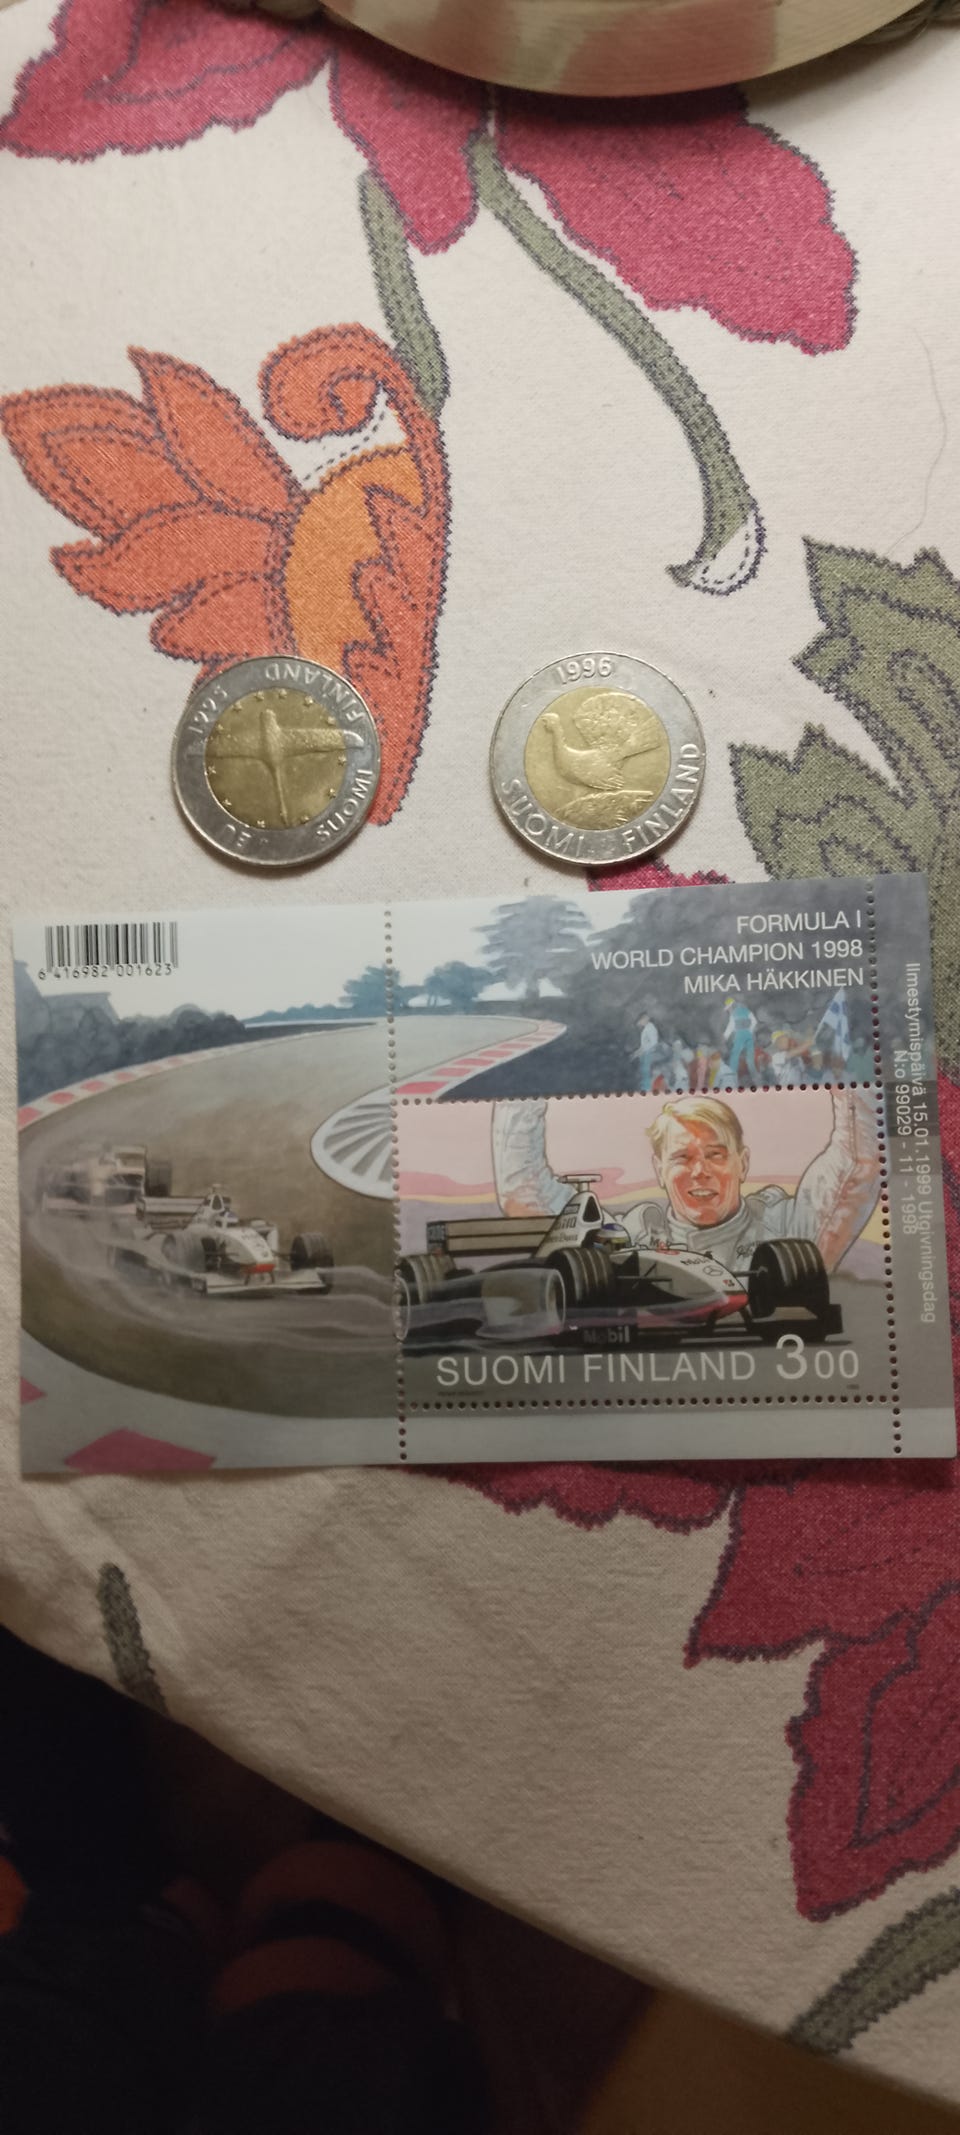 FINLAND
1995
SUOMI
EU
1996
SUOMI FINLAND
6 416982 001623
FORMULA I
WORLD CHAMPION 1998
MIKA HÄKKINEN
Ilmestymispäivä 15.01.1999 Utgivningsdag
N:o 99029 - 11 - 1998
Mobil
SUOMI FINLAND 3 00